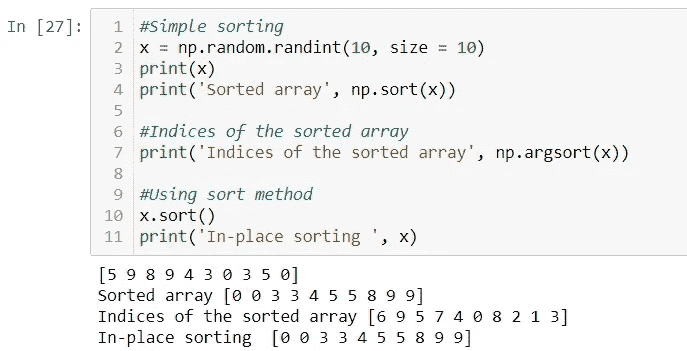 In [27]:
1 #Simple sorting
2 x = np.random.randint(10, size = 10)
3 print(x)
4 print('Sorted array', np.sort(x))
5
6 #Indices of the sorted array
7 print('Indices of the sorted array', np.argsort(x))
8
9 #Using sort method
10 x.sort()
11 print('In-place sorting ', x)
[5 9 8 9 4 3 0 3 5 0]
Sorted array [0 0 3 3 4 5 5 8 9 9]
Indices of the sorted array [6 9 5 7 4 0 8 2 1 3]
In-place sorting  [0 0 3 3 4 5 5 8 9 9]